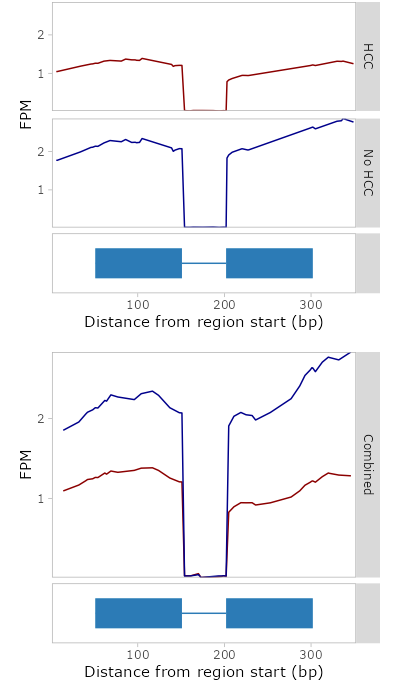 2
1
HCC
FPM
2
1
No HCC
100
200
300
Distance from region start (bp)
2
1
FPM
Combined
100
200
300
Distance from region start (bp)